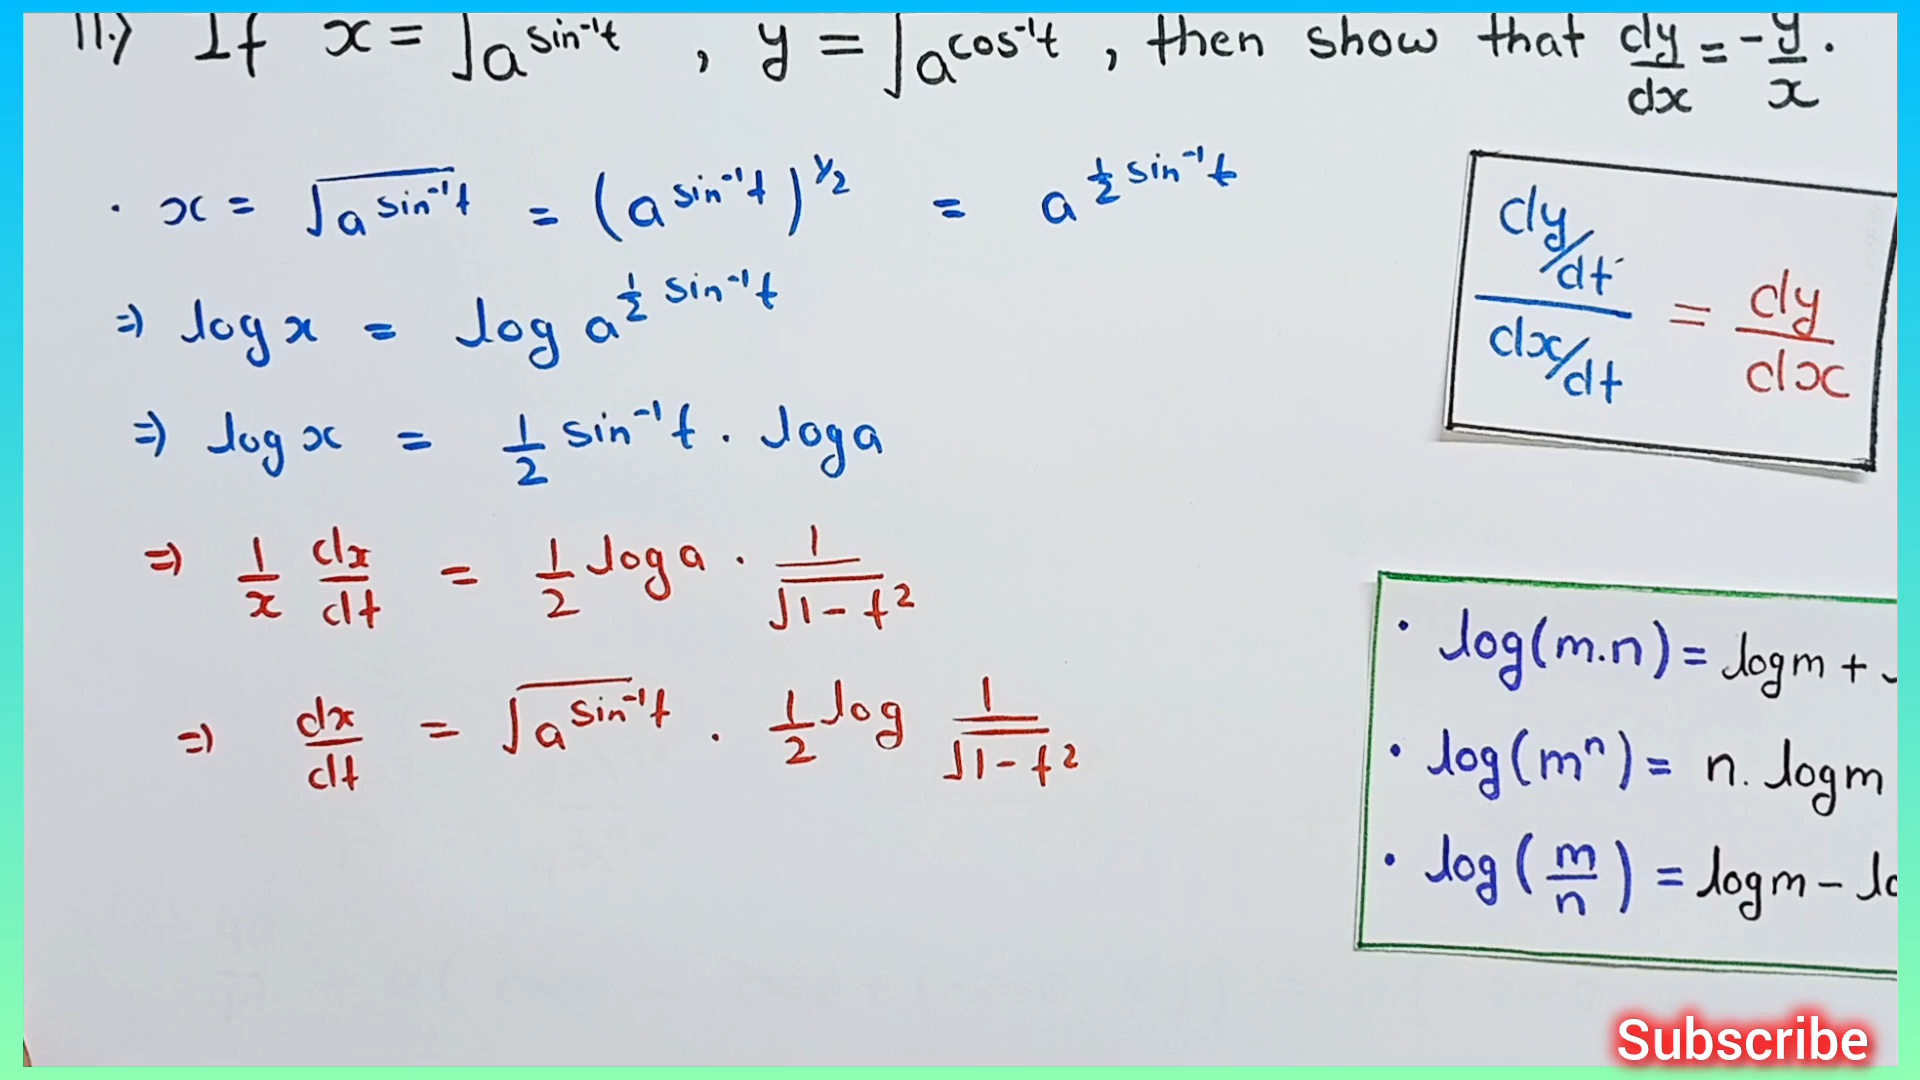 11.) If x = √a^sin⁻¹t , y = √a^cos⁻¹t , then show that dy/dx = -y/x .
. x = √a^sin⁻¹t = (a^sin⁻¹t)^1/2 = a^1/2 sin⁻¹t
⇒ log x = log a^1/2 sin⁻¹t
⇒ log x = 1/2 sin⁻¹t . log a
⇒ 1/x dx/dt = 1/2 log a . 1/√1-t²
⇒ dx/dt = √a^sin⁻¹t . 1/2 log 1/√1-t²
dy/dt / dx/dt = dy/dx
• log(m.n) = log m +
• log(mⁿ) = n. log m
• log(m/n) = log m - lo
Subscribe